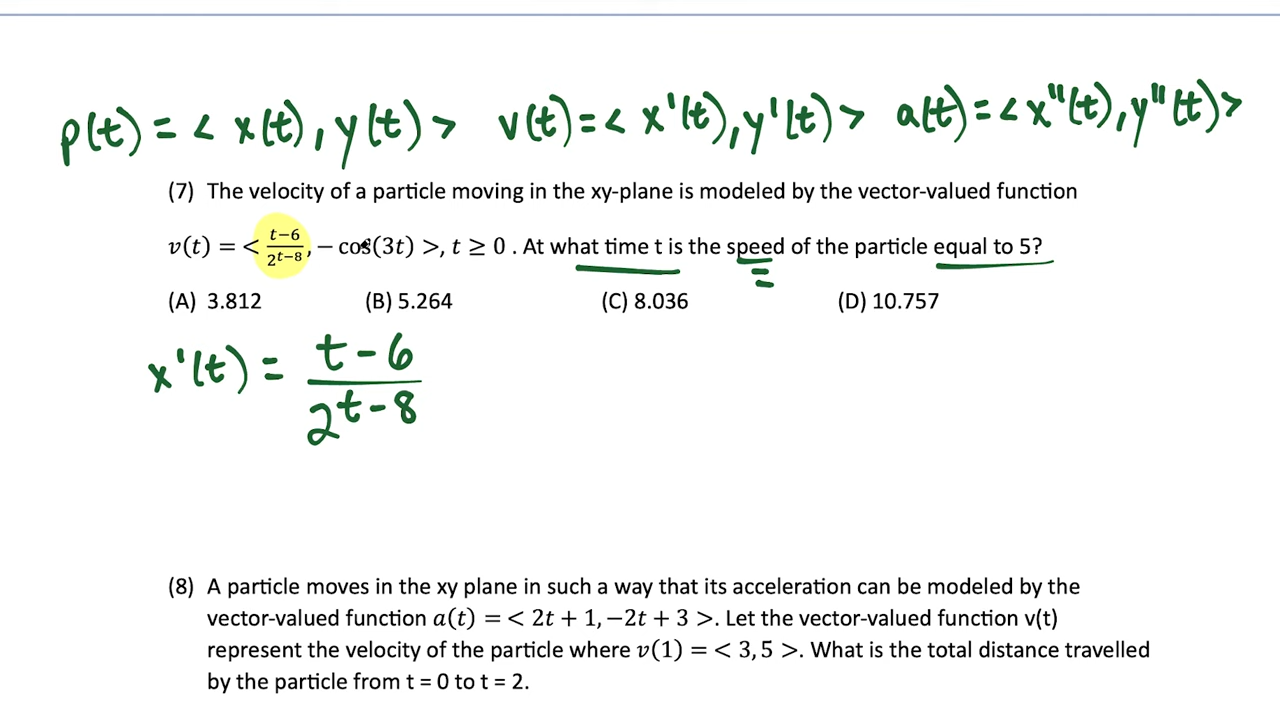 p(t) = < x(t), y(t) > v(t) = < x'(t), y'(t) > a(t) = < x''(t), y''(t) >
(7) The velocity of a particle moving in the xy-plane is modeled by the vector-valued function
v(t) = < \frac{t−6}{2^{t−8}}, − cos(3t) >, t ≥ 0 . At what time t is the speed of the particle equal to 5?
(A) 3.812 (B) 5.264 (C) 8.036 (D) 10.757
x'(t) = \frac{t − 6}{2^{t − 8}}
(8) A particle moves in the xy plane in such a way that its acceleration can be modeled by the
vector-valued function a(t) = < 2t + 1, −2t + 3 >. Let the vector-valued function v(t)
represent the velocity of the particle where v(1) = < 3, 5 >. What is the total distance travelled
by the particle from t = 0 to t = 2.